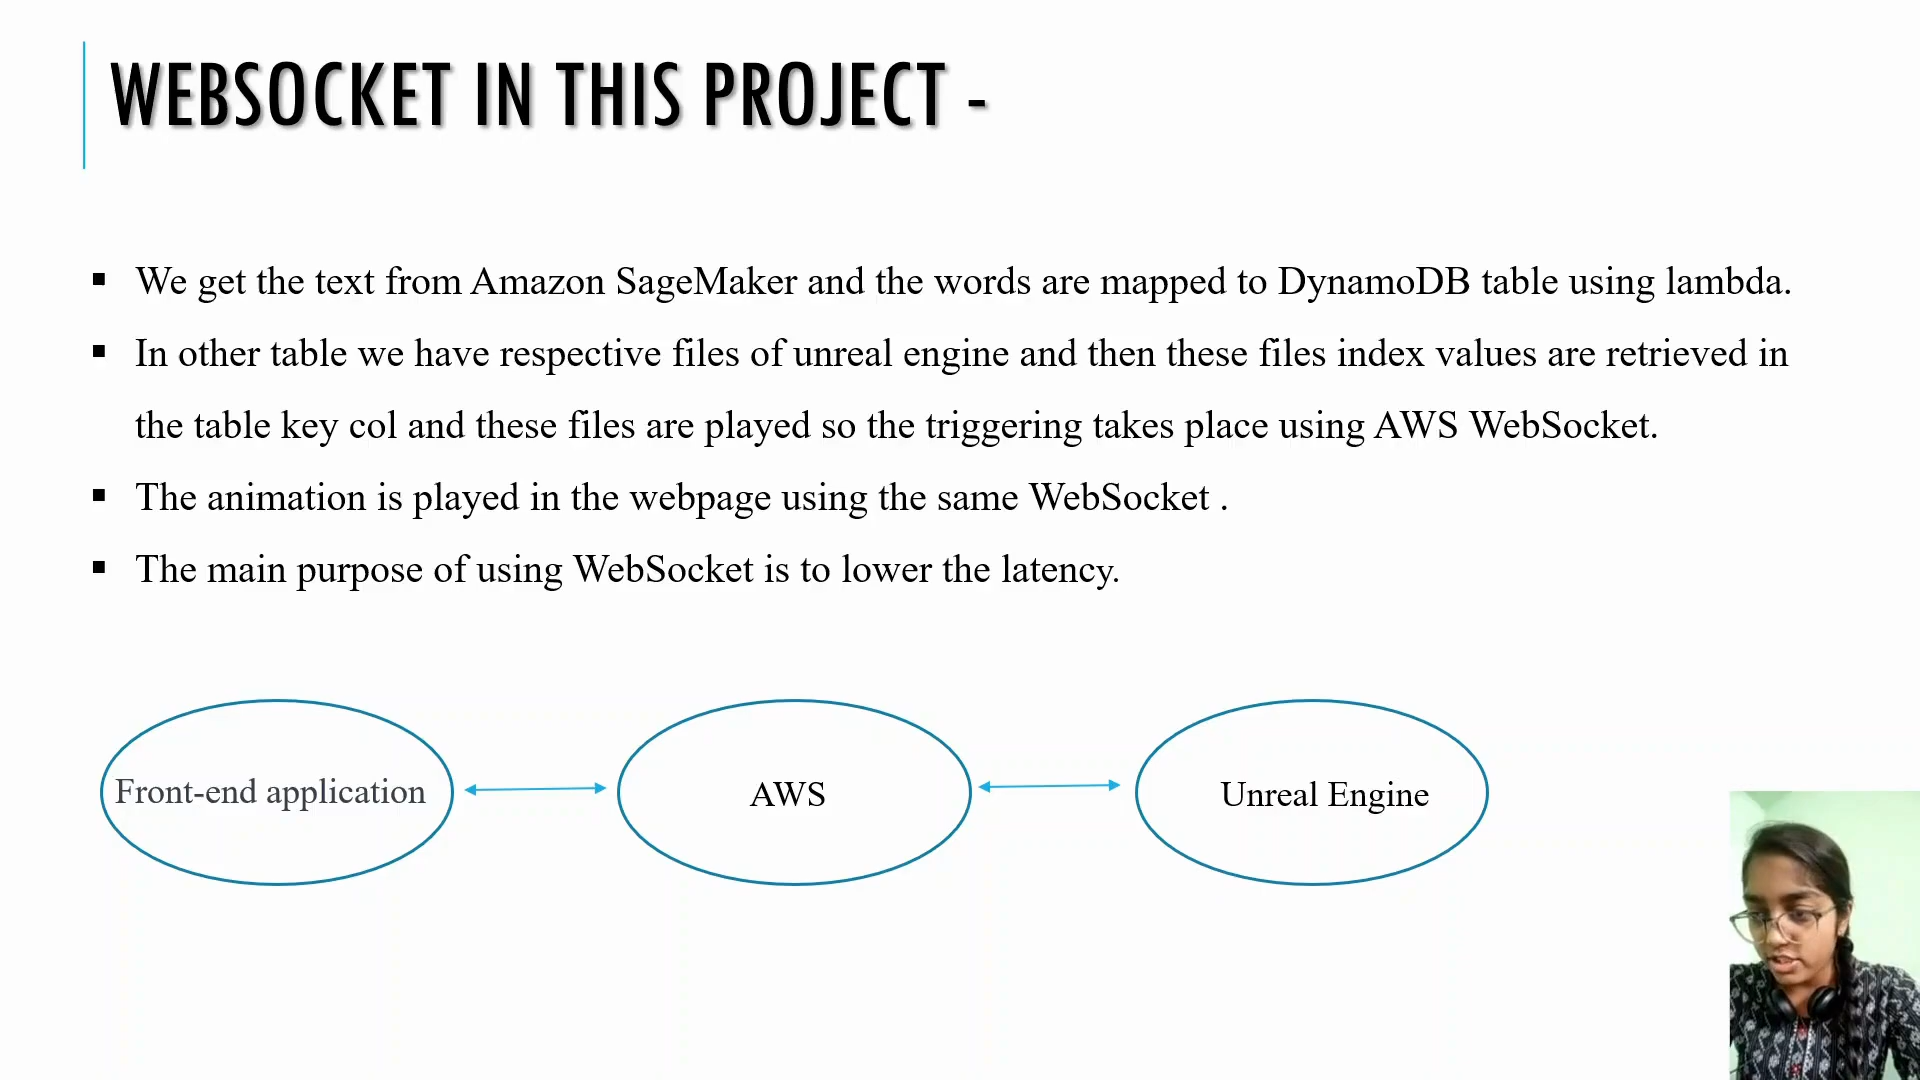 WEBSOCKET IN THIS PROJECT -
▪ We get the text from Amazon SageMaker and the words are mapped to DynamoDB table using lambda.
▪ In other table we have respective files of unreal engine and then these files index values are retrieved in
the table key col and these files are played so the triggering takes place using AWS WebSocket.
▪ The animation is played in the webpage using the same WebSocket .
▪ The main purpose of using WebSocket is to lower the latency.
Front-end application
AWS
Unreal Engine